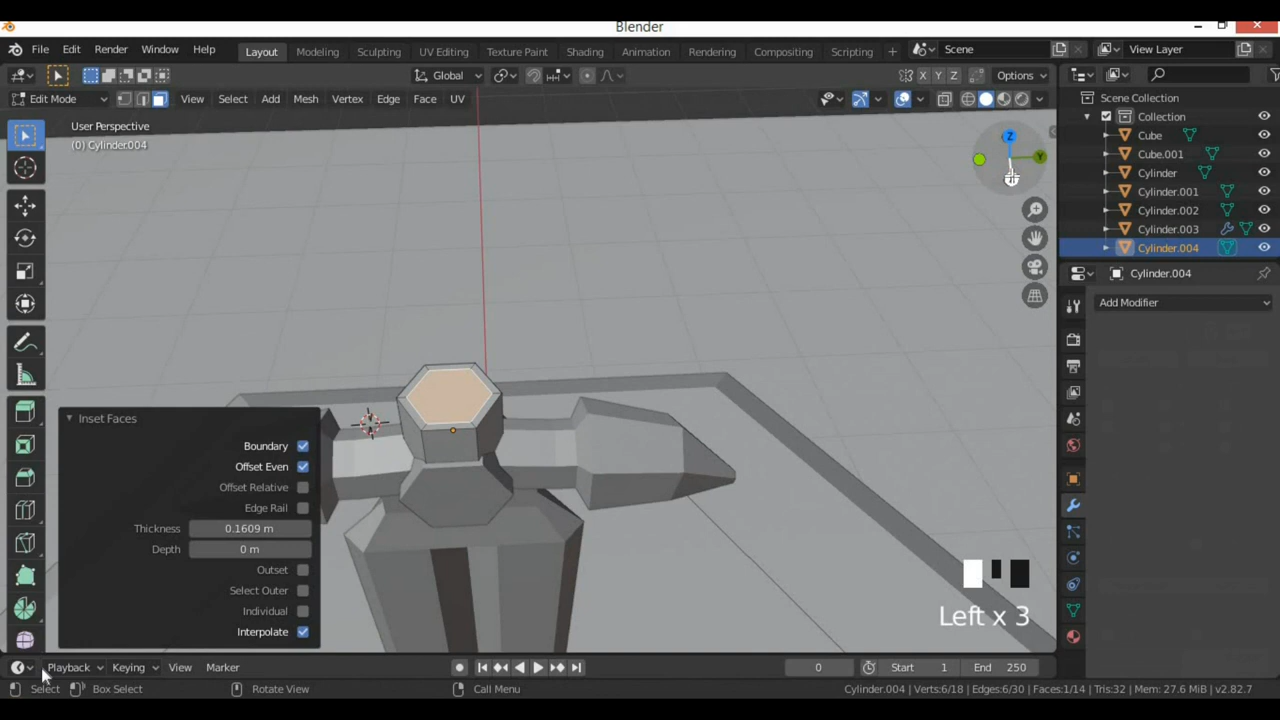 Blender
File Edit Render Window Help Layout Modeling Sculpting UV Editing Texture Paint Shading Animation Rendering Compositing Scripting + Scene View Layer
Global X Y Z Options
Edit Mode View Select Add Mesh Vertex Edge Face UV
Scene Collection
Collection
Cube
Cube.001
Cylinder
Cylinder.001
Cylinder.002
Cylinder.003
Cylinder.004
Cylinder.004
Add Modifier
User Perspective
(0) Cylinder.004
Z
Y
Inset Faces
Boundary
Offset Even
Offset Relative
Edge Rail
Thickness 0.1609 m
Depth 0 m
Outset
Select Outer
Individual
Interpolate
Left x 3
Playback Keying View Marker 0 Start 1 End 250
Select Box Select Rotate View Call Menu Cylinder.004 | Verts:6/18 | Edges:6/30 | Faces:1/14 | Tris:32 | Mem: 27.6 MiB | v2.82.7